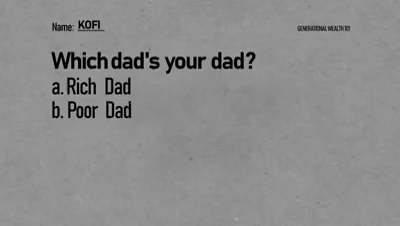 Name: KOFI
GENERATIONAL WEALTH 101
Which dad's your dad?
a. Rich Dad
b. Poor Dad